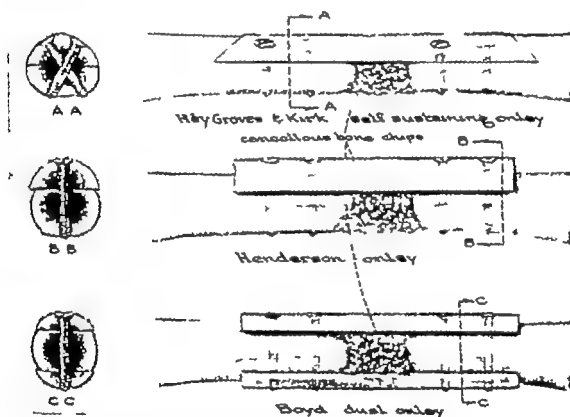 A
A A
A
Hey Groves & Kirk self sustaining onlay
cancellous bone chips
B
B B
B
Henderson onlay
C
C C
C
Boyd dual onlay